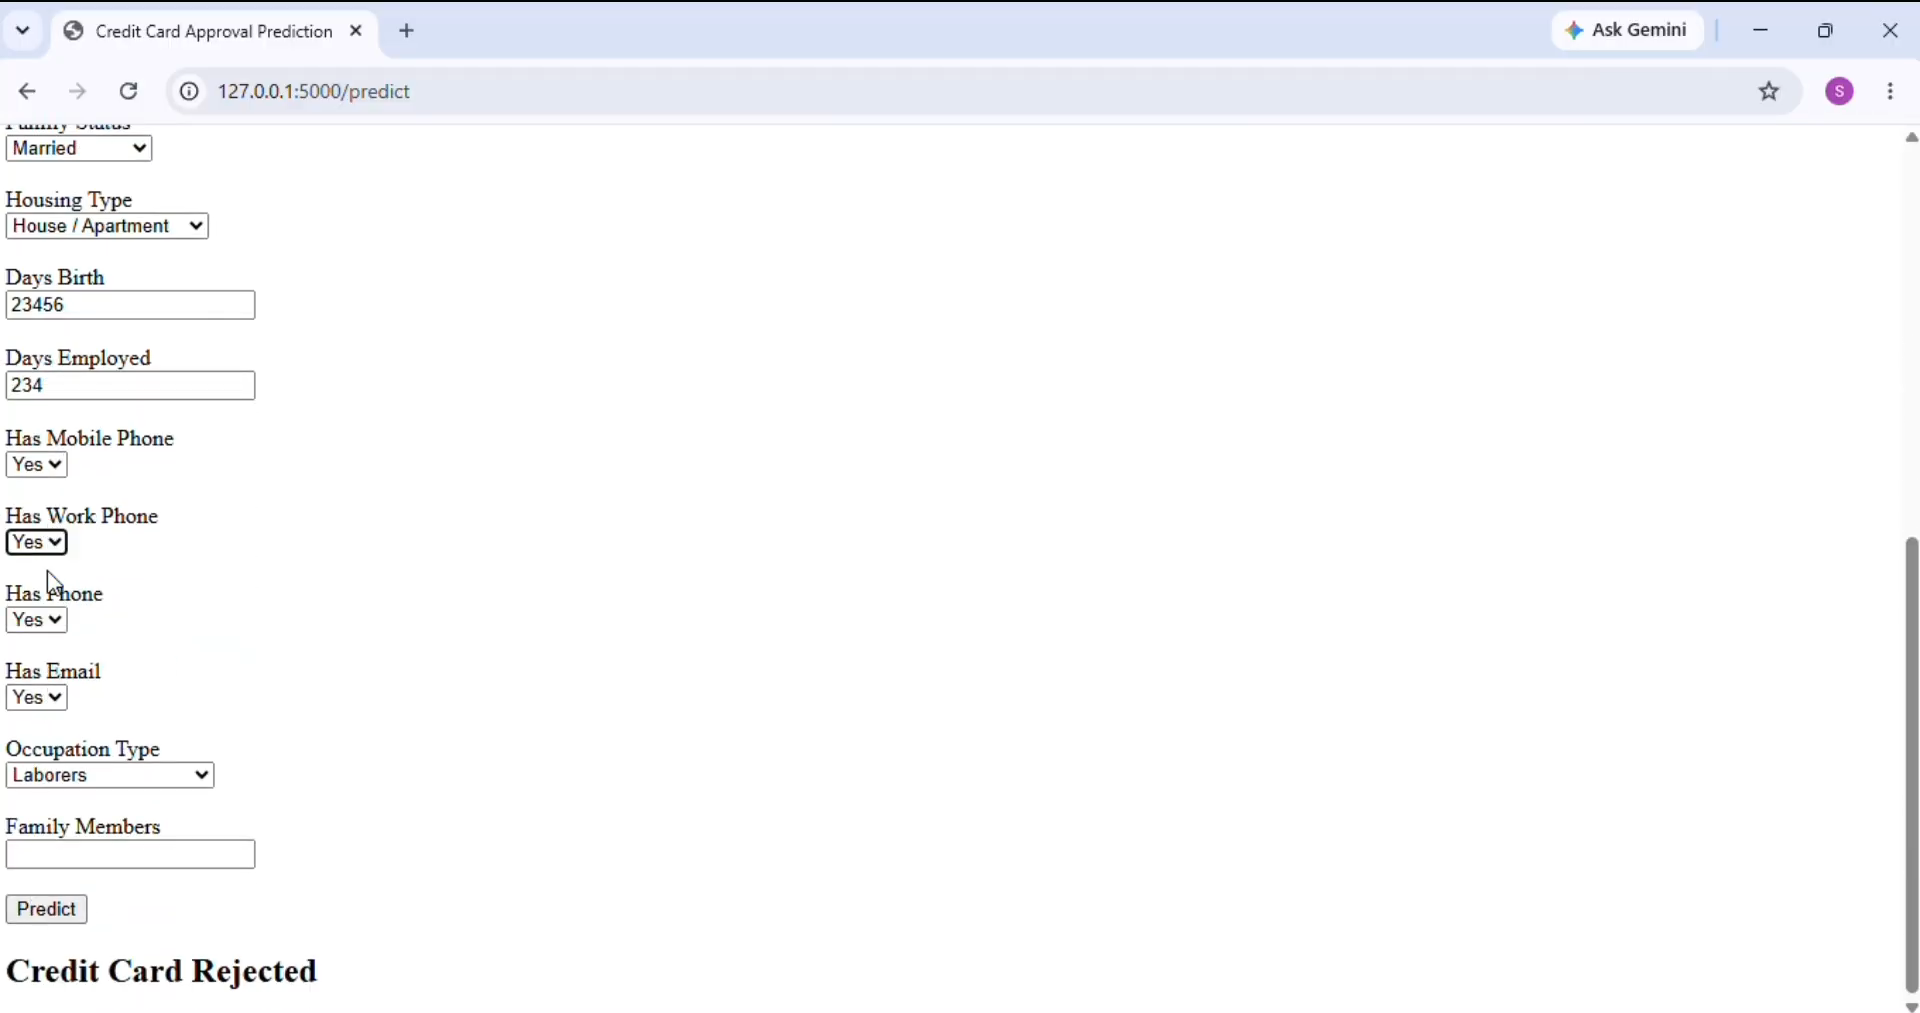 Credit Card Approval Prediction
Ask Gemini
127.0.0.1:5000/predict
S
Family Status
Married
Housing Type
House / Apartment
Days Birth
23456
Days Employed
234
Has Mobile Phone
Yes
Has Work Phone
Yes
Has Phone
Yes
Has Email
Yes
Occupation Type
Laborers
Family Members
Predict
Credit Card Rejected